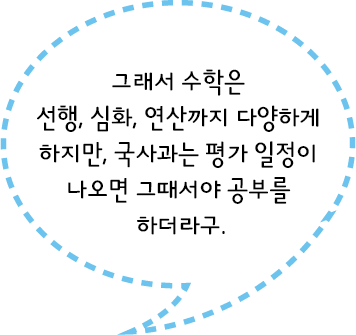 그래서 수학은
선행, 심화, 연산까지 다양하게
하지만, 국사과는 평가 일정이
나오면 그때서야 공부를
하더라구.